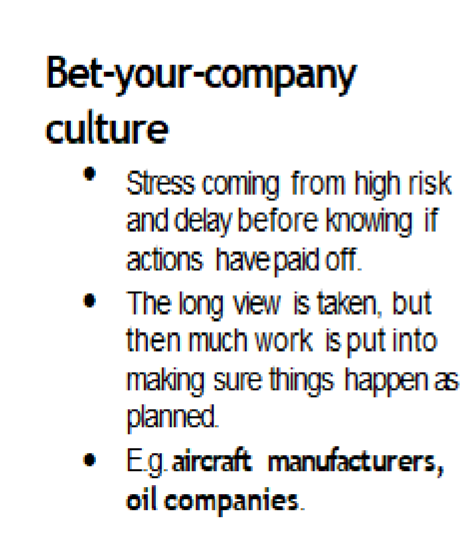 Bet-your-company
culture
• Stress coming from high risk
and delay before knowing if
actions have paid off.
• The long view is taken, but
then much work is put into
making sure things happen as
planned.
• E.g. aircraft manufacturers,
oil companies.